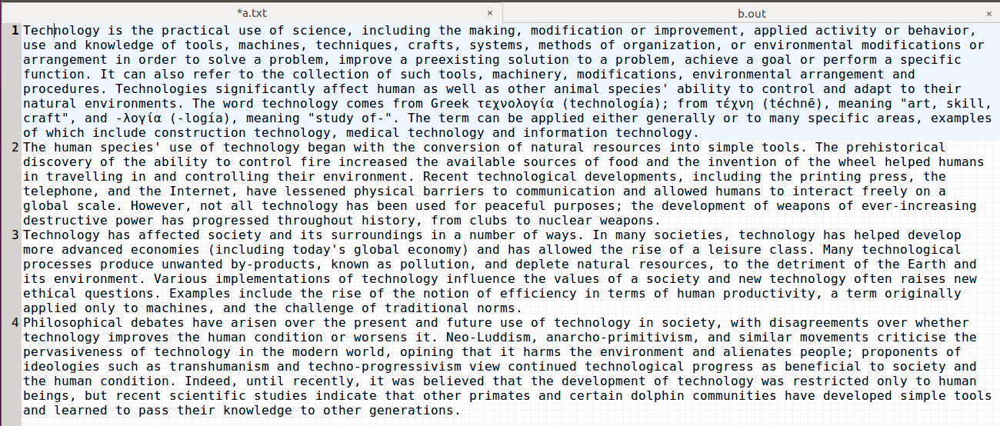 *a.txt × b.out ×
1 Technology is the practical use of science, including the making, modification or improvement, applied activity or behavior,
use and knowledge of tools, machines, techniques, crafts, systems, methods of organization, or environmental modifications or
arrangement in order to solve a problem, improve a preexisting solution to a problem, achieve a goal or perform a specific
function. It can also refer to the collection of such tools, machinery, modifications, environmental arrangement and
procedures. Technologies significantly affect human as well as other animal species' ability to control and adapt to their
natural environments. The word technology comes from Greek τεχνολογία (technología); from τέχνη (téchnē), meaning "art, skill,
craft", and -λογία (-logía), meaning "study of-". The term can be applied either generally or to many specific areas, examples
of which include construction technology, medical technology and information technology.
2 The human species' use of technology began with the conversion of natural resources into simple tools. The prehistorical
discovery of the ability to control fire increased the available sources of food and the invention of the wheel helped humans
in travelling in and controlling their environment. Recent technological developments, including the printing press, the
telephone, and the Internet, have lessened physical barriers to communication and allowed humans to interact freely on a
global scale. However, not all technology has been used for peaceful purposes; the development of weapons of ever-increasing
destructive power has progressed throughout history, from clubs to nuclear weapons.
3 Technology has affected society and its surroundings in a number of ways. In many societies, technology has helped develop
more advanced economies (including today's global economy) and has allowed the rise of a leisure class. Many technological
processes produce unwanted by-products, known as pollution, and deplete natural resources, to the detriment of the Earth and
its environment. Various implementations of technology influence the values of a society and new technology often raises new
ethical questions. Examples include the rise of the notion of efficiency in terms of human productivity, a term originally
applied only to machines, and the challenge of traditional norms.
4 Philosophical debates have arisen over the present and future use of technology in society, with disagreements over whether
technology improves the human condition or worsens it. Neo-Luddism, anarcho-primitivism, and similar movements criticise the
pervasiveness of technology in the modern world, opining that it harms the environment and alienates people; proponents of
ideologies such as transhumanism and techno-progressivism view continued technological progress as beneficial to society and
the human condition. Indeed, until recently, it was believed that the development of technology was restricted only to human
beings, but recent scientific studies indicate that other primates and certain dolphin communities have developed simple tools
and learned to pass their knowledge to other generations.